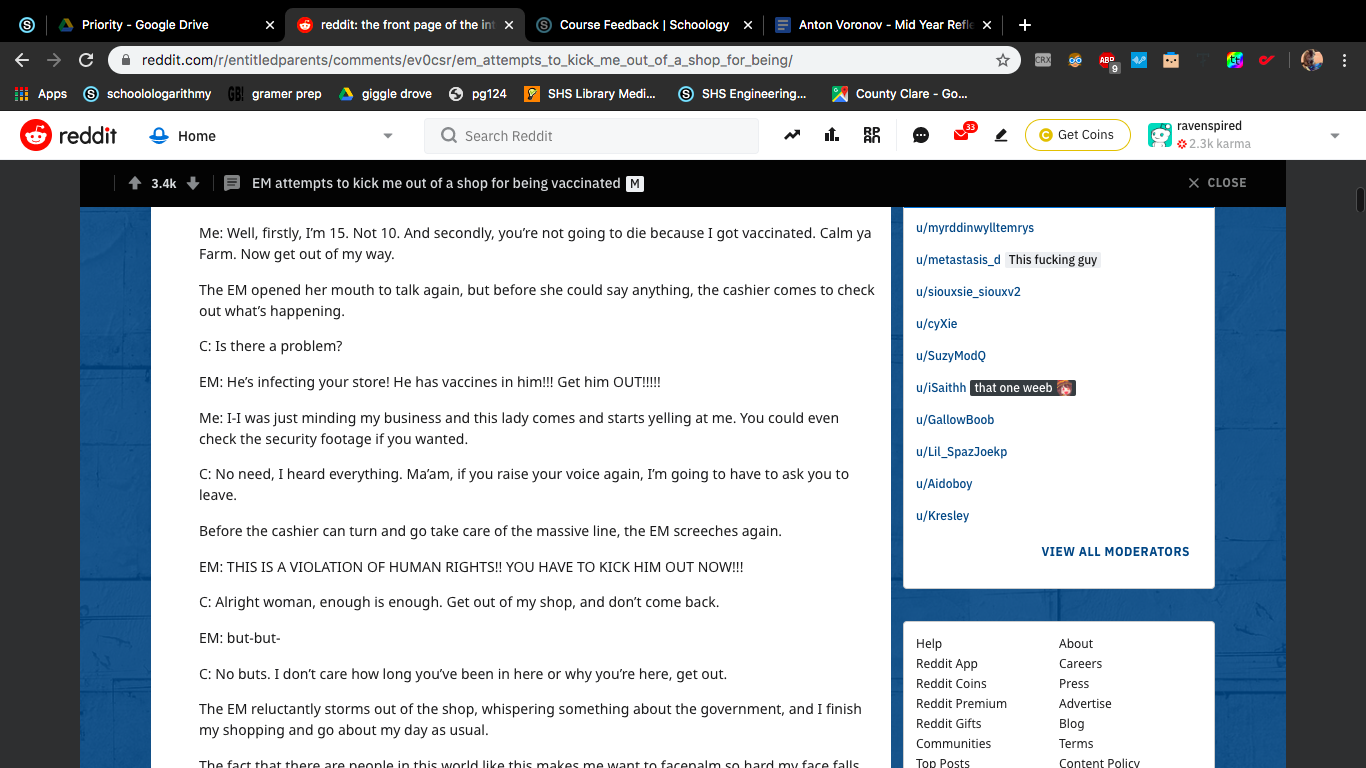 Priority - Google Drive
reddit: the front page of the int
Course Feedback | Schoology
Anton Voronov - Mid Year Refle
reddit.com/r/entitledparents/comments/ev0csr/em_attempts_to_kick_me_out_of_a_shop_for_being/
CRX
ABP
9
Apps
schoolologarithmy
GB!
gramer prep
giggle drove
pg124
SHS Library Medi...
SHS Engineering...
County Clare - Go...
reddit
Home
Search Reddit
33
Get Coins
ravenspired
2.3k karma
3.4k
EM attempts to kick me out of a shop for being vaccinated M
CLOSE
Me: Well, firstly, I’m 15. Not 10. And secondly, you’re not going to die because I got vaccinated. Calm ya
Farm. Now get out of my way.
The EM opened her mouth to talk again, but before she could say anything, the cashier comes to check
out what’s happening.
C: Is there a problem?
EM: He’s infecting your store! He has vaccines in him!!! Get him OUT!!!!!
Me: I-I was just minding my business and this lady comes and starts yelling at me. You could even
check the security footage if you wanted.
C: No need, I heard everything. Ma’am, if you raise your voice again, I’m going to have to ask you to
leave.
Before the cashier can turn and go take care of the massive line, the EM screeches again.
EM: THIS IS A VIOLATION OF HUMAN RIGHTS!! YOU HAVE TO KICK HIM OUT NOW!!!
C: Alright woman, enough is enough. Get out of my shop, and don’t come back.
EM: but-but-
C: No buts. I don’t care how long you’ve been in here or why you’re here, get out.
The EM reluctantly storms out of the shop, whispering something about the government, and I finish
my shopping and go about my day as usual.
The fact that there are people in this world like this makes me want to facepalm so hard my face falls
u/myrddinwylltemrys
u/metastasis_d This fucking guy
u/siouxsie_siouxv2
u/cyXie
u/SuzyModQ
u/iSaithh that one weeb
u/GallowBoob
u/Lil_SpazJoekp
u/Aidoboy
u/Kresley
VIEW ALL MODERATORS
Help
About
Reddit App
Careers
Reddit Coins
Press
Reddit Premium
Advertise
Reddit Gifts
Blog
Communities
Terms
Top Posts
Content Policy